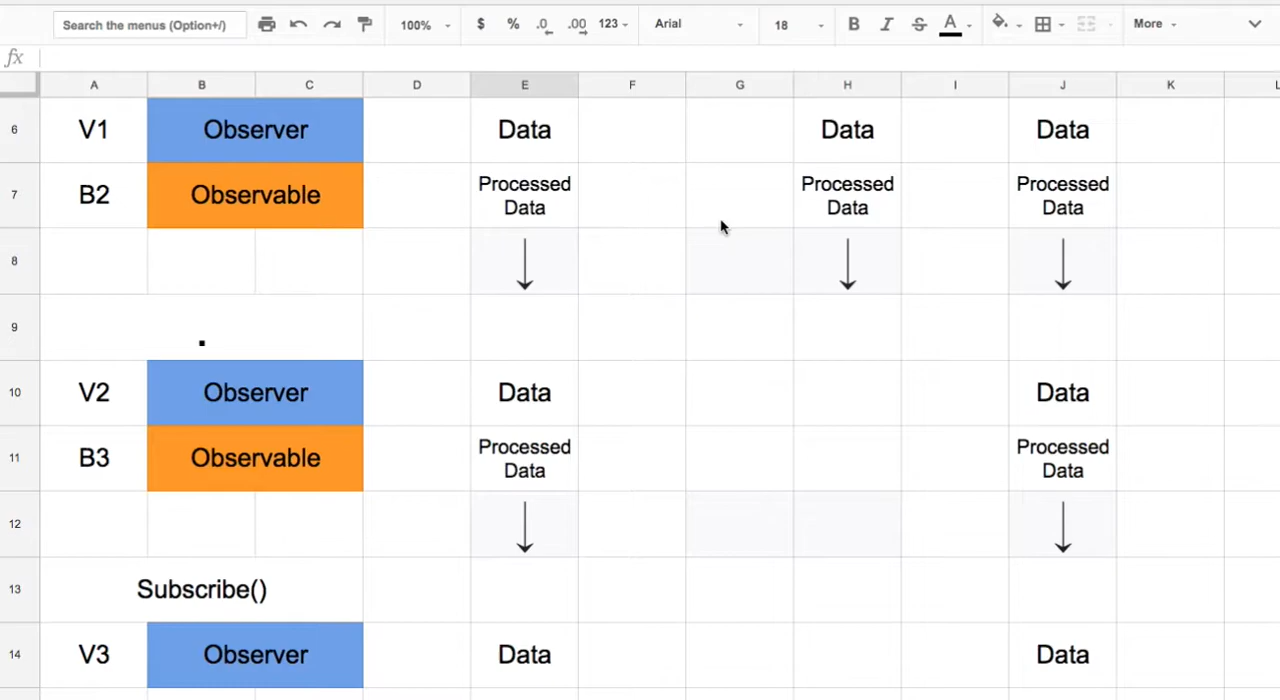 Search the menus (Option+/) 100% $ % .0 .00 123 Arial 18 B I S A More
fx
A B C D E F G H I J K L
6 V1 Observer Data Data Data
7 B2 Observable Processed Data Processed Data Processed Data
8 ↓ ↓ ↓
9 .
10 V2 Observer Data Data
11 B3 Observable Processed Data Processed Data
12 ↓ ↓
13 Subscribe()
14 V3 Observer Data Data